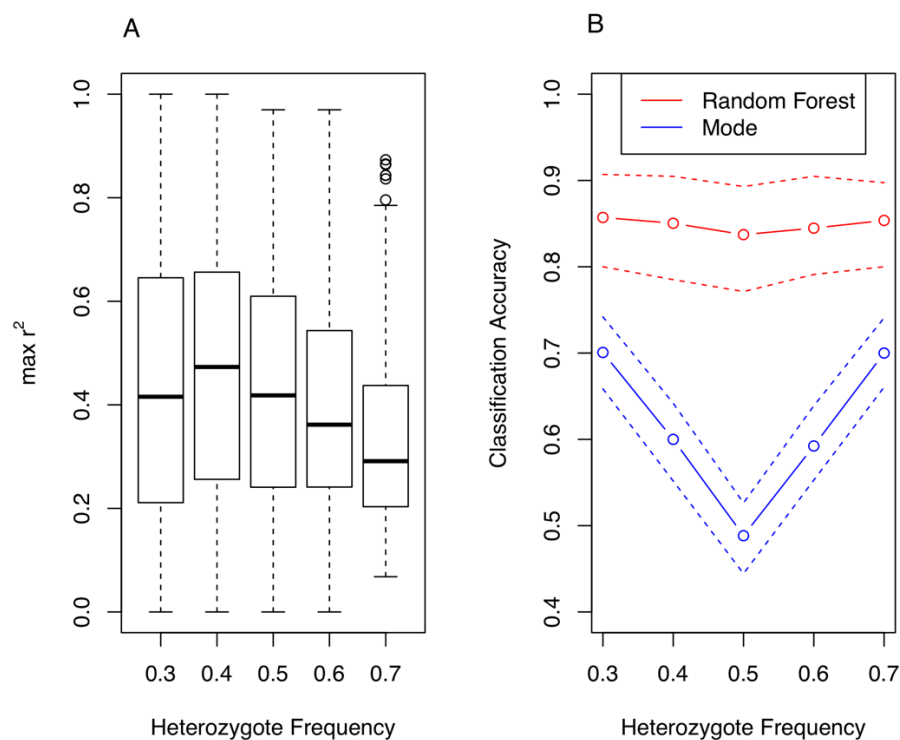 A
max r²
1.0
0.8
0.6
0.4
0.2
0.0
0.3 0.4 0.5 0.6 0.7
Heterozygote Frequency
B
Random Forest
Mode
Classification Accuracy
1.0
0.9
0.8
0.7
0.6
0.5
0.4
0.3 0.4 0.5 0.6 0.7
Heterozygote Frequency